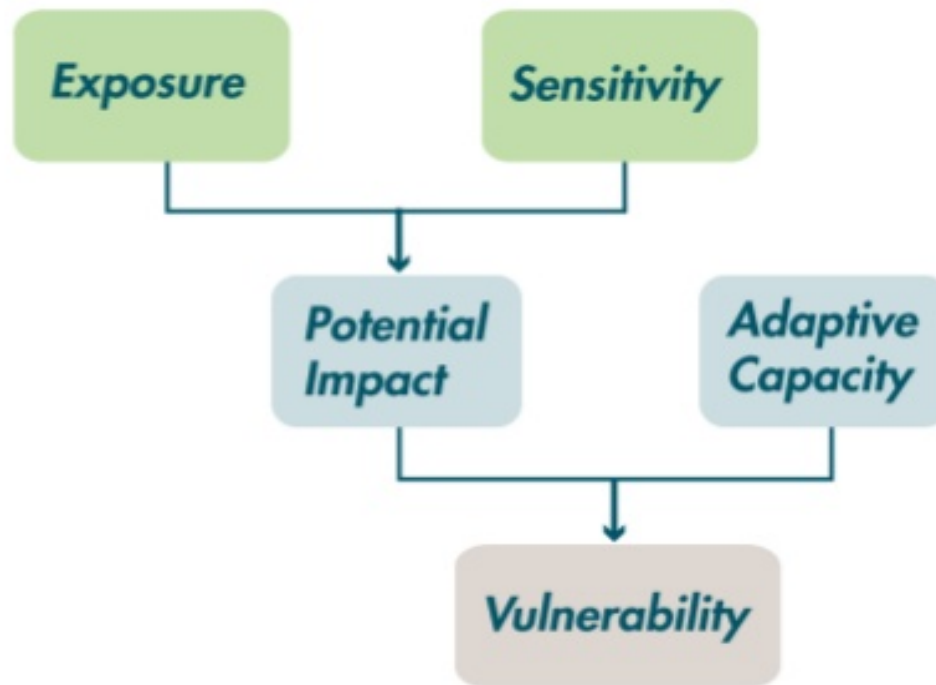 Exposure
Sensitivity
Potential
Impact
Adaptive
Capacity
Vulnerability